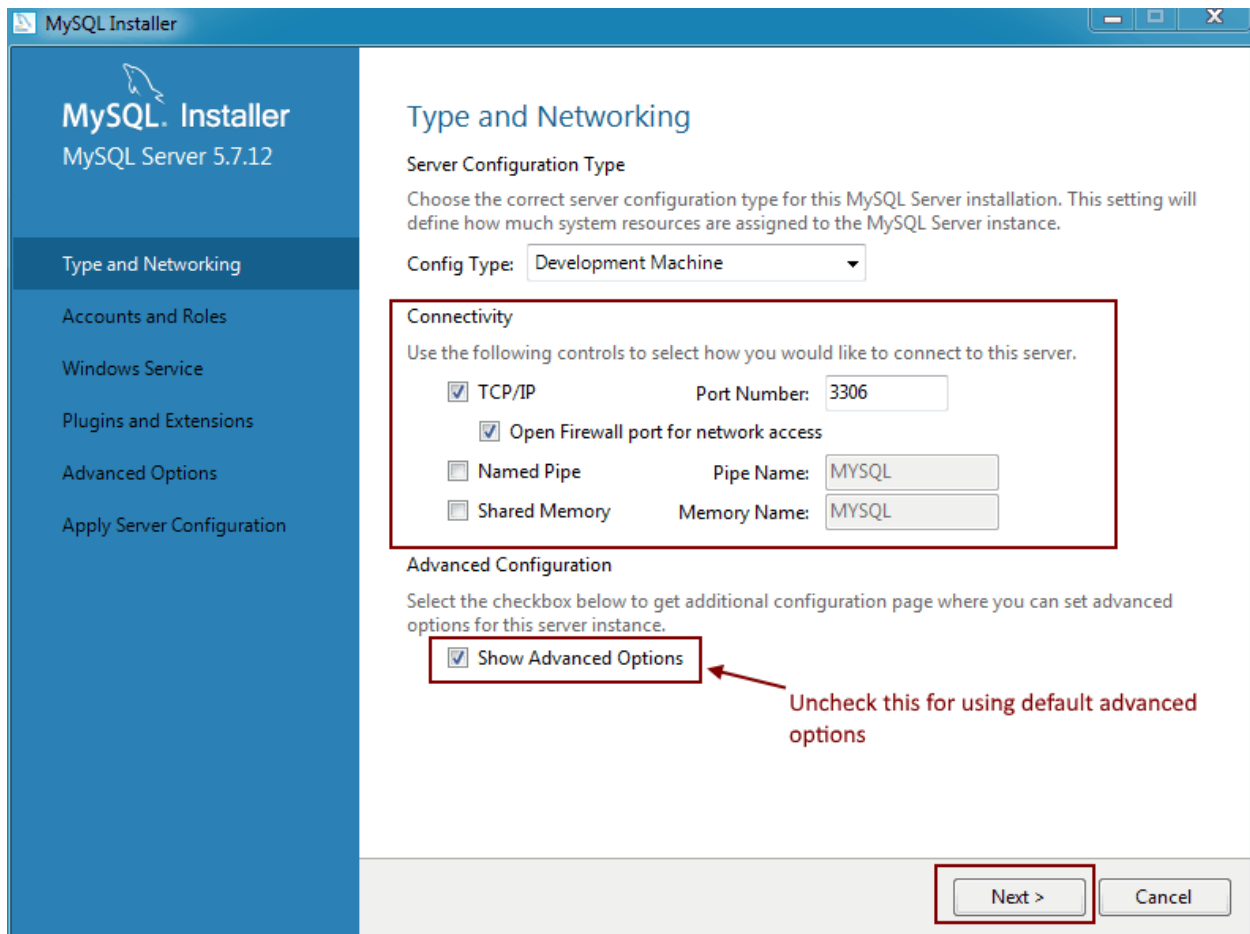 MySQL Installer
MySQL. Installer
MySQL Server 5.7.12
Type and Networking
Accounts and Roles
Windows Service
Plugins and Extensions
Advanced Options
Apply Server Configuration
Type and Networking
Server Configuration Type
Choose the correct server configuration type for this MySQL Server installation. This setting will
define how much system resources are assigned to the MySQL Server instance.
Config Type: Development Machine
Connectivity
Use the following controls to select how you would like to connect to this server.
TCP/IP Port Number: 3306
Open Firewall port for network access
Named Pipe Pipe Name: MYSQL
Shared Memory Memory Name: MYSQL
Advanced Configuration
Select the checkbox below to get additional configuration page where you can set advanced
options for this server instance.
Show Advanced Options
Uncheck this for using default advanced
options
Next > Cancel